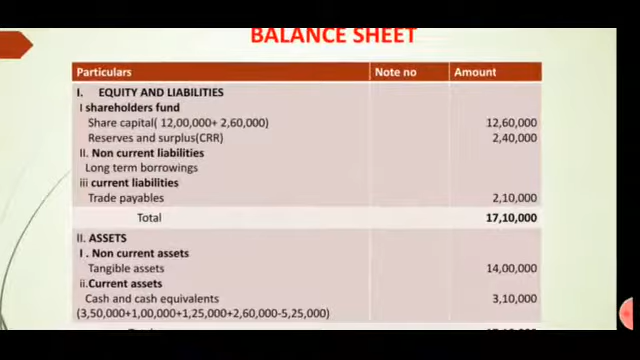 BALANCE SHEET
Particulars Note no Amount
I. EQUITY AND LIABILITIES
I shareholders fund
Share capital( 12,00,000+ 2,60,000) 12,60,000
Reserves and surplus(CRR) 2,40,000
II. Non current liabilities
Long term borrowings
iii current liabilities
Trade payables 2,10,000
Total 17,10,000
II. ASSETS
I . Non current assets
Tangible assets 14,00,000
ii.Current assets
Cash and cash equivalents 3,10,000
(3,50,000+1,00,000+1,25,000+2,60,000-5,25,000)